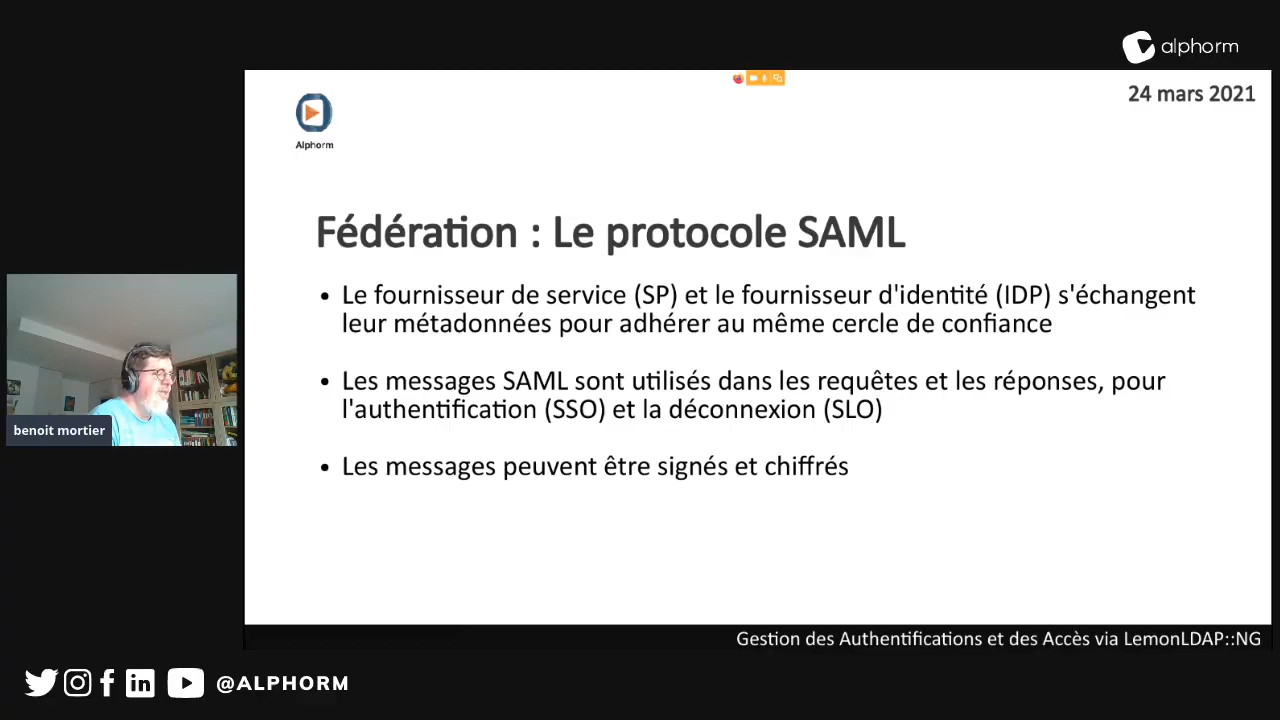 alphorm
24 mars 2021
Alphorm
Fédération : Le protocole SAML
• Le fournisseur de service (SP) et le fournisseur d'identité (IDP) s'échangent
leur métadonnées pour adhérer au même cercle de confiance
• Les messages SAML sont utilisés dans les requêtes et les réponses, pour
l'authentification (SSO) et la déconnexion (SLO)
• Les messages peuvent être signés et chiffrés
benoit mortier
Gestion des Authentifications et des Accès via LemonLDAP::NG
@ALPHORM